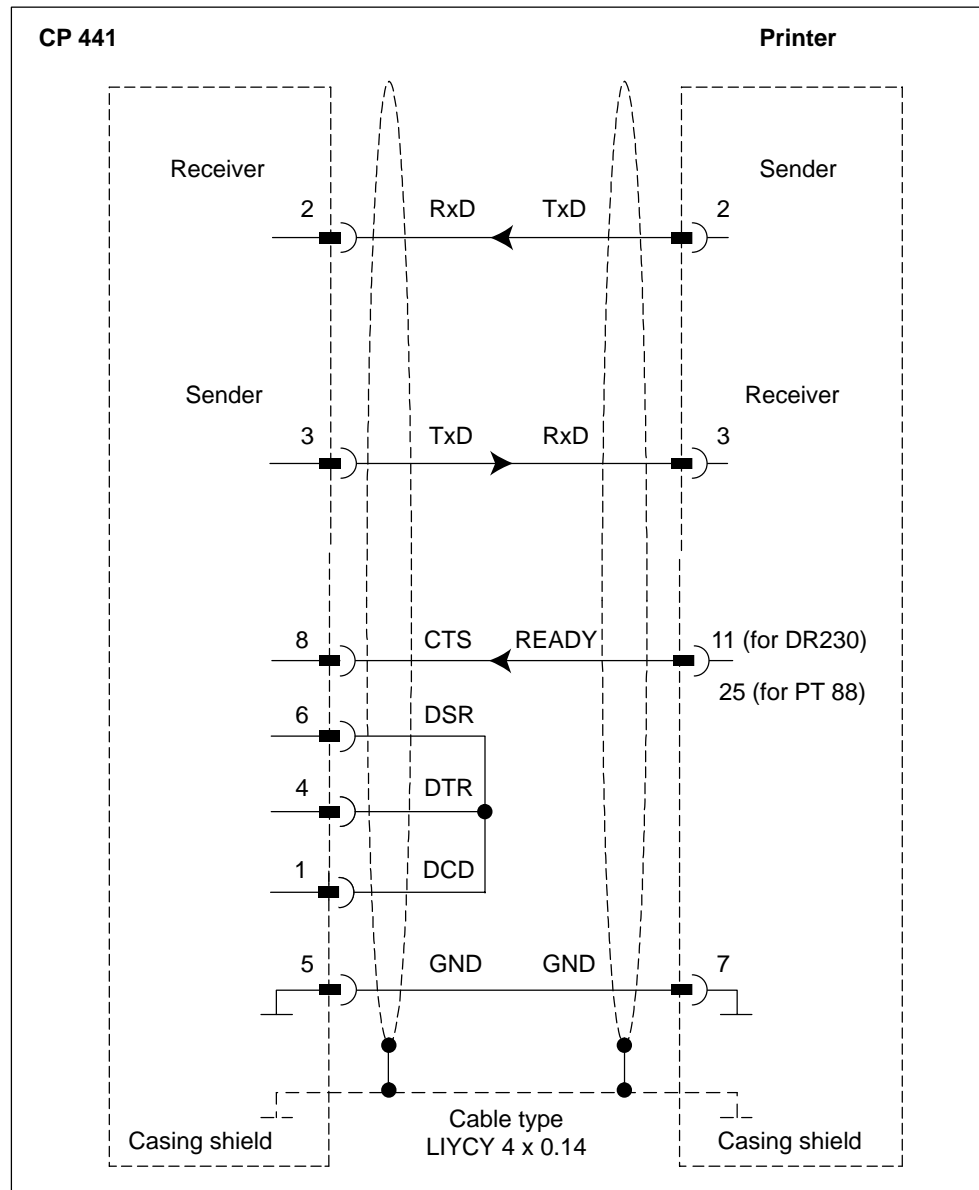 CP 441 Printer
Receiver Sender
2 RxD TxD 2
Sender Receiver
3 TxD RxD 3
8 CTS READY 11 (for DR230)
25 (for PT 88)
6 DSR
4 DTR
1 DCD
5 GND GND 7
Cable type
Casing shield LIYCY 4 x 0.14 Casing shield